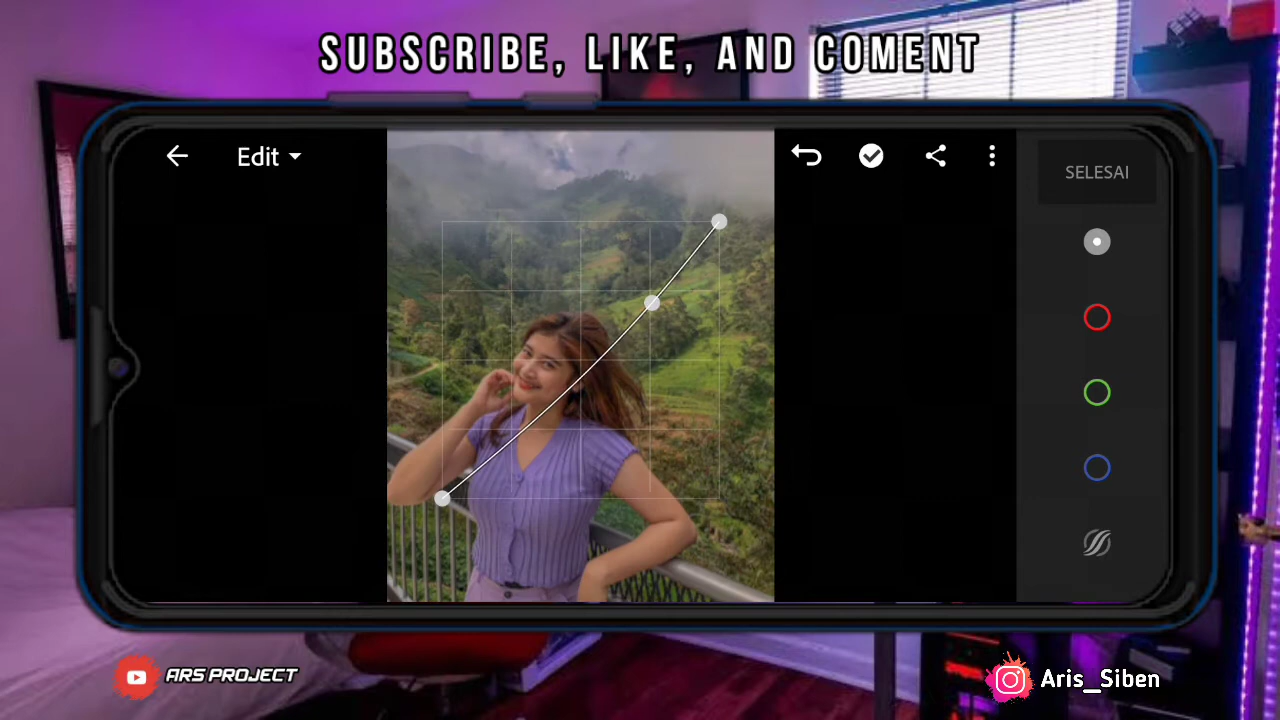 SUBSCRIBE, LIKE, AND COMENT
Edit
SELESAI
ARS PROJECT
Aris_Siben